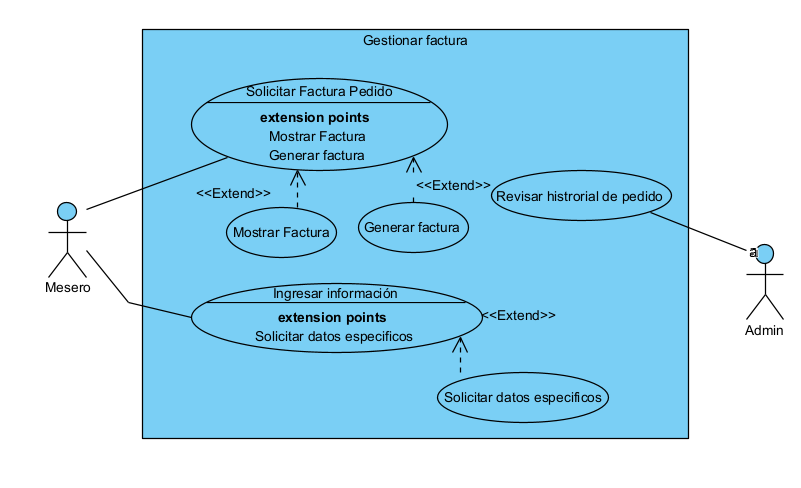 Gestionar factura
Solicitar Factura Pedido
extension points
Mostrar Factura
Generar factura
<<Extend>>
<<Extend>>
Revisar histrorial de pedido
Mostrar Factura
Generar factura
a
Mesero
Admin
Ingresar información
extension points
Solicitar datos especificos
<<Extend>>
Solicitar datos especificos